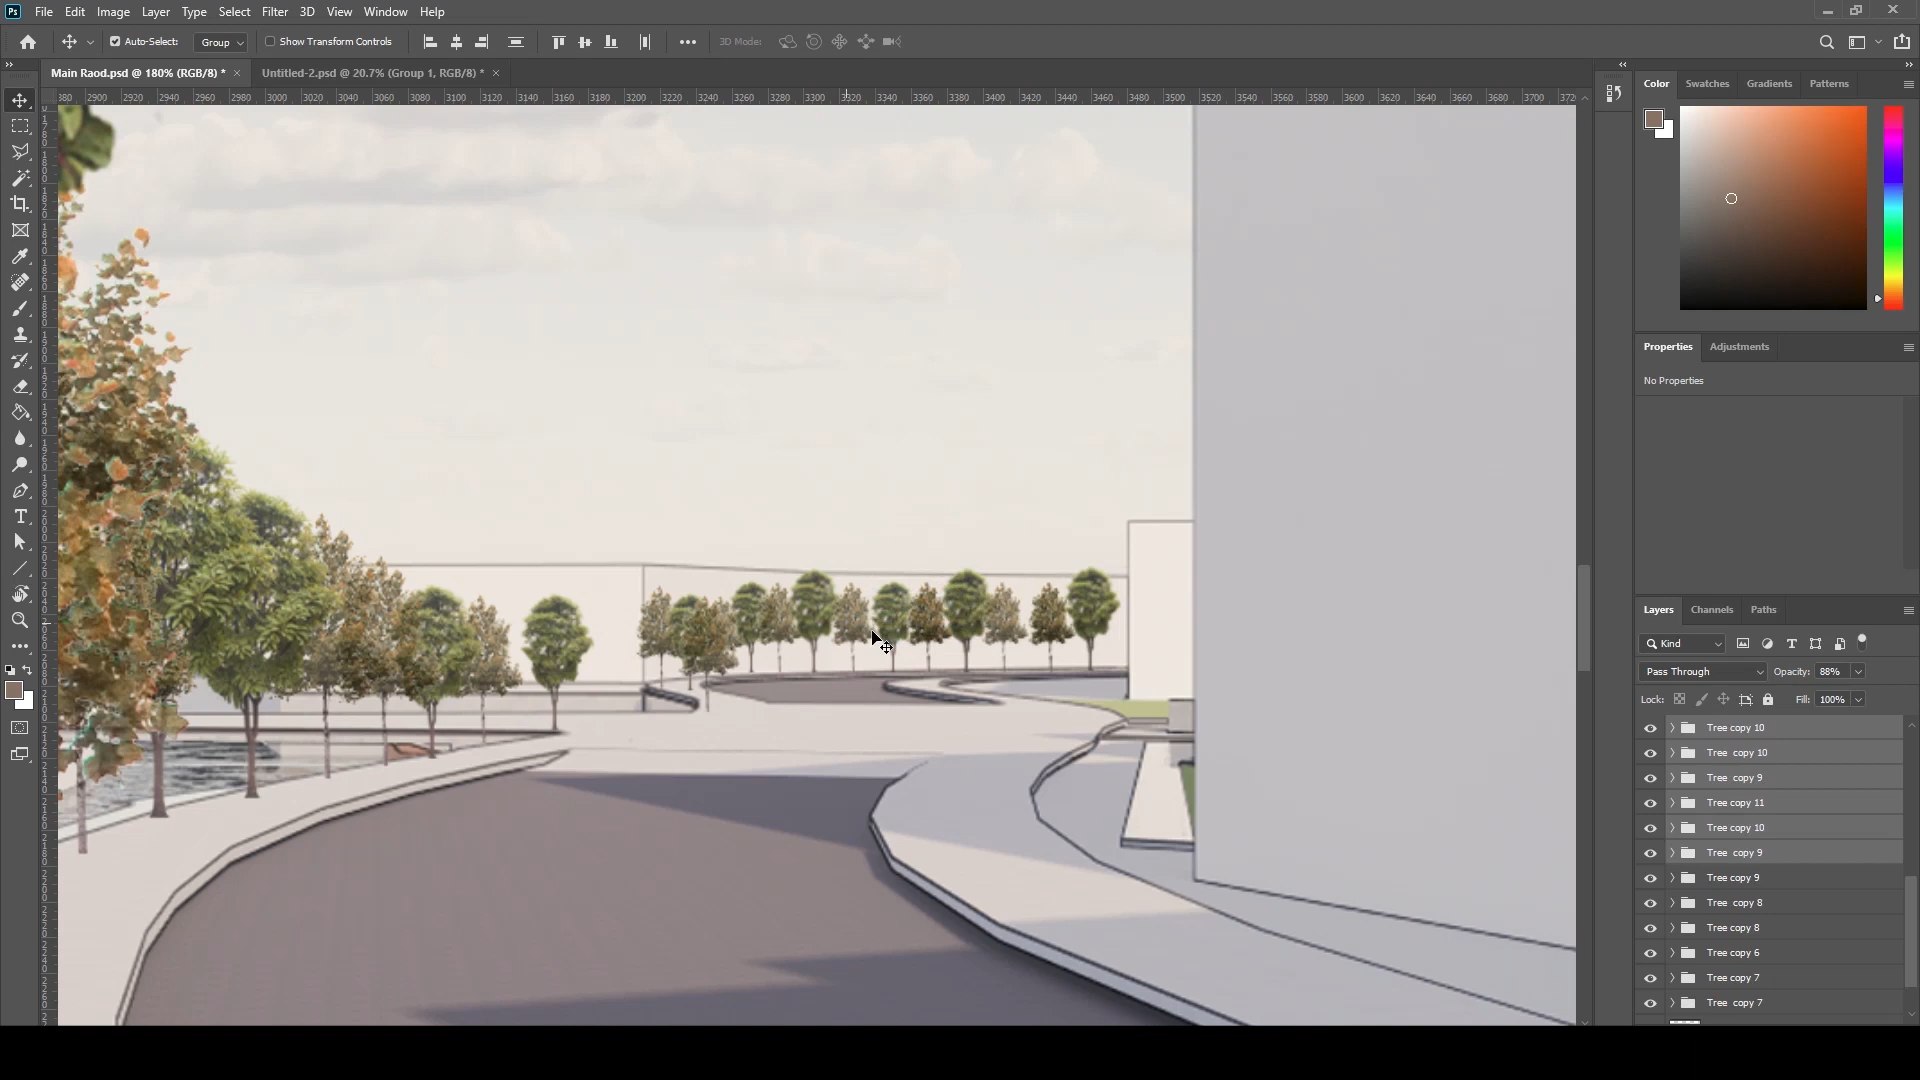 Ps File Edit Image Layer Type Select Filter 3D View Window Help
Auto-Select: Group Show Transform Controls 3D Mode:
Main Raod.psd @ 180% (RGB/8) * Untitled-2.psd @ 20.7% (Group 1, RGB/8) *
2900 2920 2940 2960 2980 3000 3020 3040 3060 3080 3100 3120 3140 3160 3180 3200 3220 3240 3260 3280 3300 3320 3340 3360 3380 3400 3420 3440 3460 3480 3500 3520 3540 3560 3580 3600 3620 3640 3660 3680 3700
Color Swatches Gradients Patterns
Properties Adjustments
No Properties
Layers Channels Paths
Kind
Pass Through Opacity: 88%
Lock: Fill: 100%
Tree copy 10
Tree copy 10
Tree copy 9
Tree copy 11
Tree copy 10
Tree copy 9
Tree copy 9
Tree copy 8
Tree copy 8
Tree copy 6
Tree copy 7
Tree copy 7